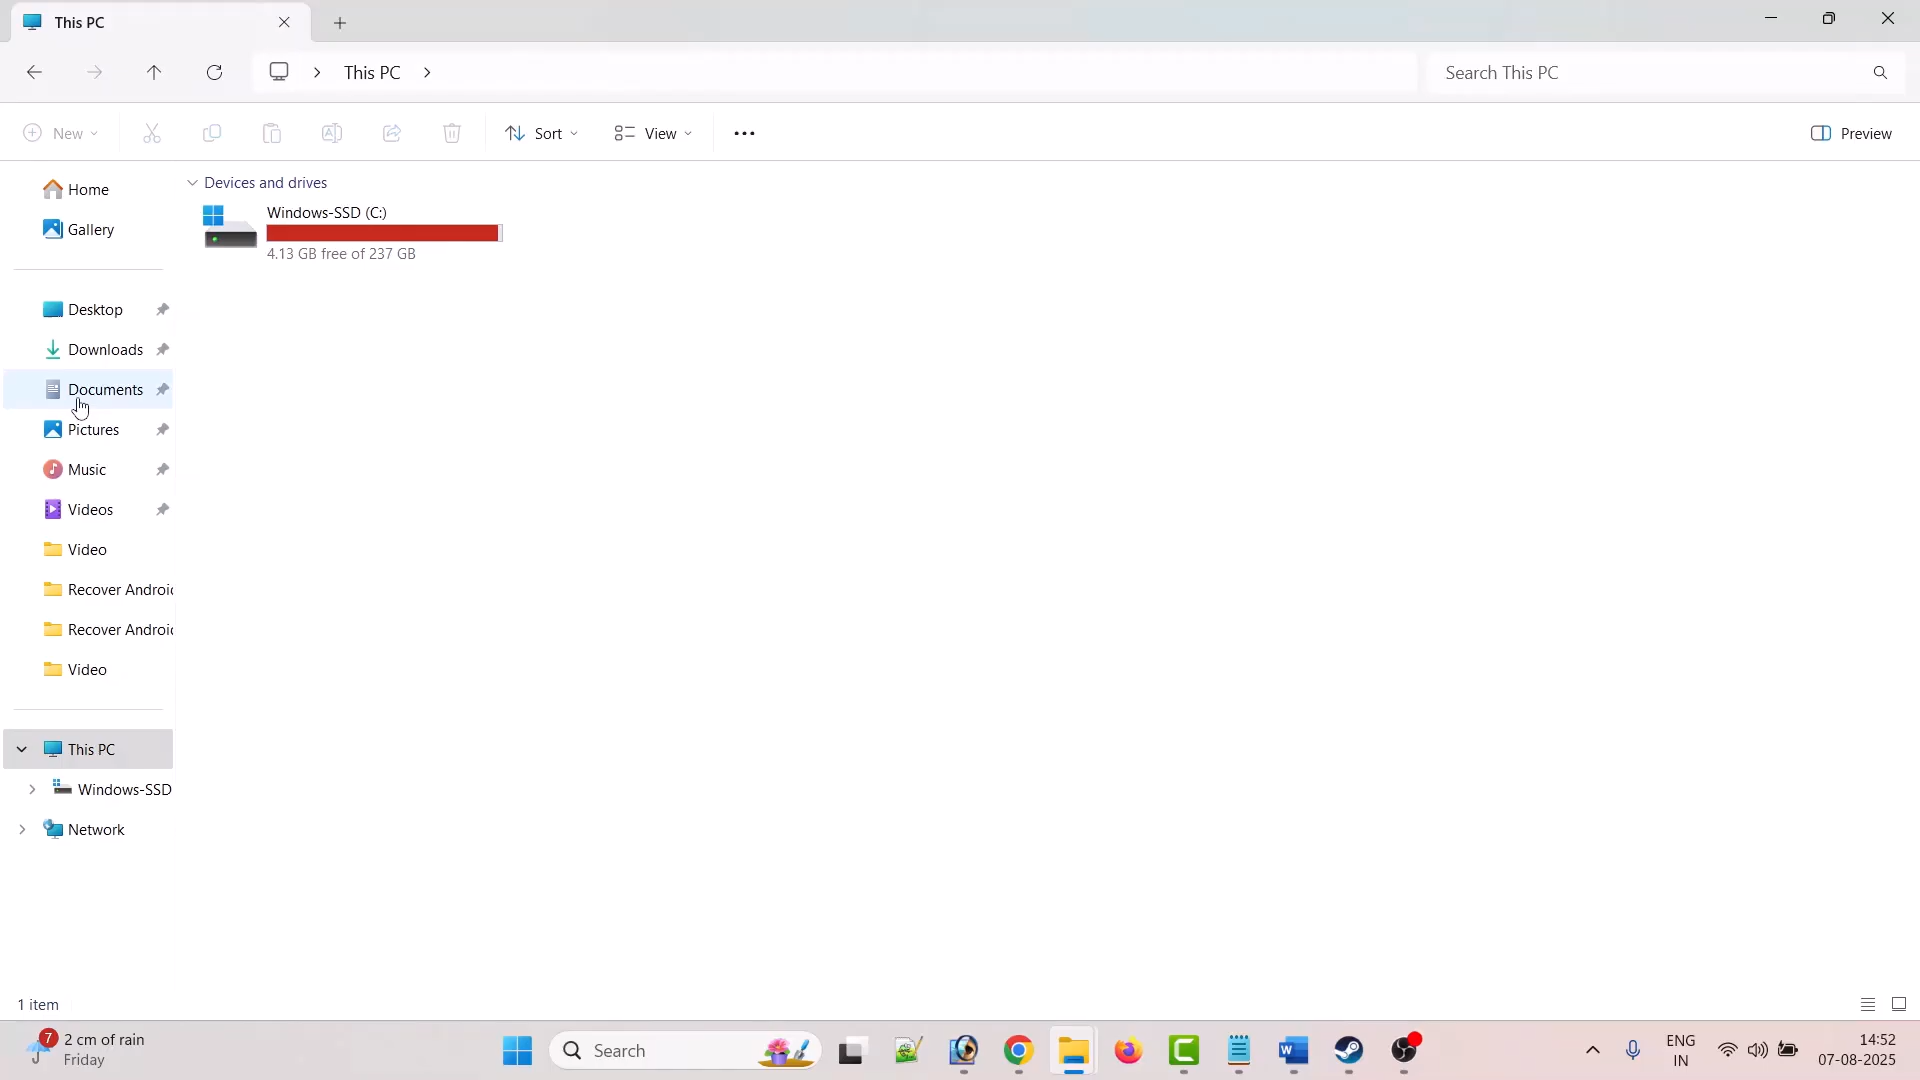 This PC
This PC
Search This PC
New
Sort
View
Preview
Home
Gallery
Desktop
Downloads
Documents
Pictures
Music
Videos
Video
Recover Androi
Recover Androi
Video
This PC
Windows-SSD
Network
Devices and drives
Windows-SSD (C:)
4.13 GB free of 237 GB
1 item
7
2 cm of rain
Friday
Search
ENG
IN
14:52
07-08-2025